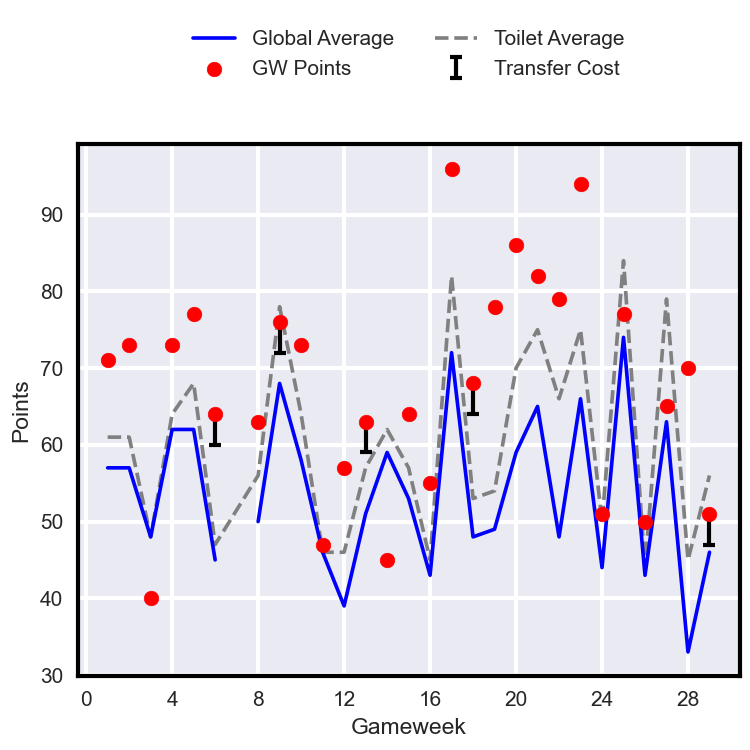 Global Average
Toilet Average
GW Points
Transfer Cost
90
80
70
60
50
40
30
Points
0 4 8 12 16 20 24 28
Gameweek